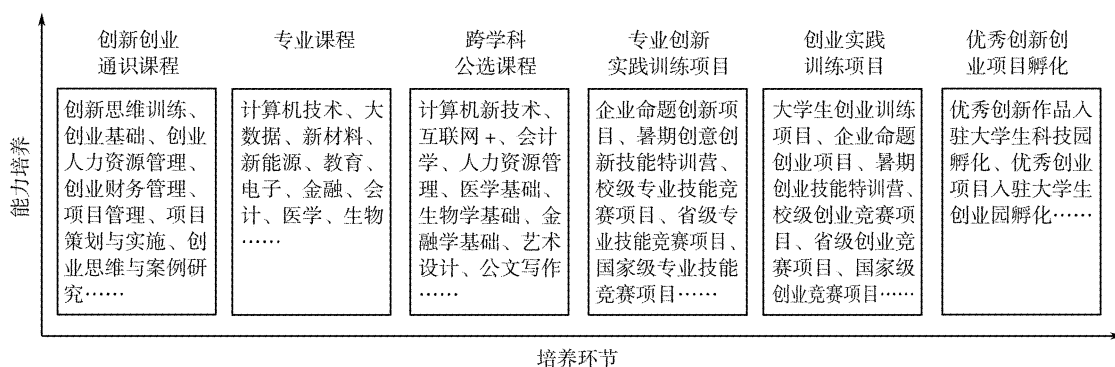 创新创业
通识课程
专业课程
跨学科
公选课程
专业创新
实践训练项目
创业实践
训练项目
优秀创新创
业项目孵化
创新思维训练、
创业基础、创业
人力资源管理、
创业财务管理、
项目管理、项目
策划与实施、创
业思维与案例研
究……
计算机技术、大
数据、新材料、
新能源、教育、
电子、金融、会
计、医学、生物
……
计算机新技术、
互联网+、会计
学、人力资源管
理、医学基础、
生物学基础、金
融学基础、艺术
设计、公文写作
……
企业命题创新项
目、暑期创意创
新技能特训营、
校级专业技能竞
赛项目、省级专
业技能竞赛项目、
国家级专业技能
竞赛项目……
大学生创业训练
项目、企业命题
创业项目、暑期
创业技能特训营、
校级创业竞赛项
目、省级创业竞
赛项目、国家级
创业竞赛项目……
优秀创新作品入
驻大学生科技园
孵化、优秀创业
项目入驻大学生
创业园孵化……
能力培养
培养环节